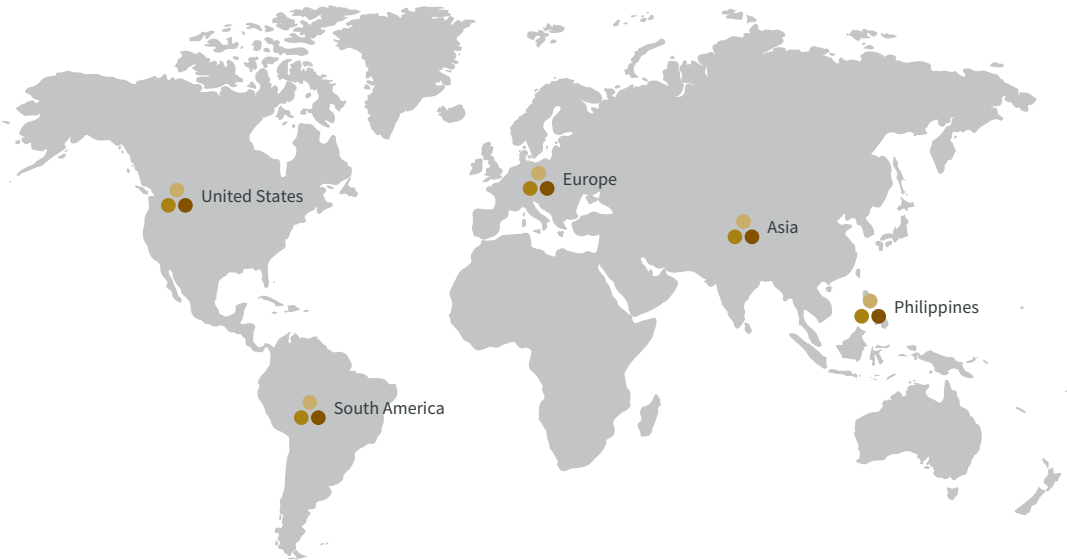 Europe
United States
Asia
Philippines
South America